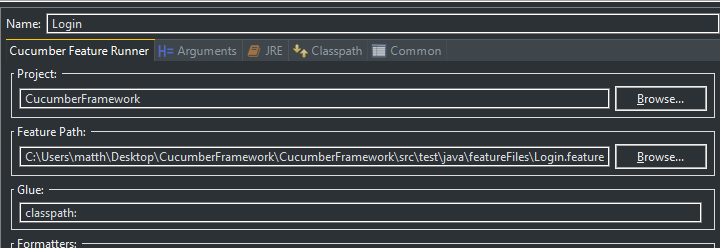 Name: Login
Cucumber Feature Runner Arguments JRE Classpath Common
Project:
CucumberFramework Browse...
Feature Path:
C:\Users\matth\Desktop\CucumberFramework\CucumberFramework\src\test\java\featureFiles\Login.feature Browse...
Glue:
classpath:
Formatters: